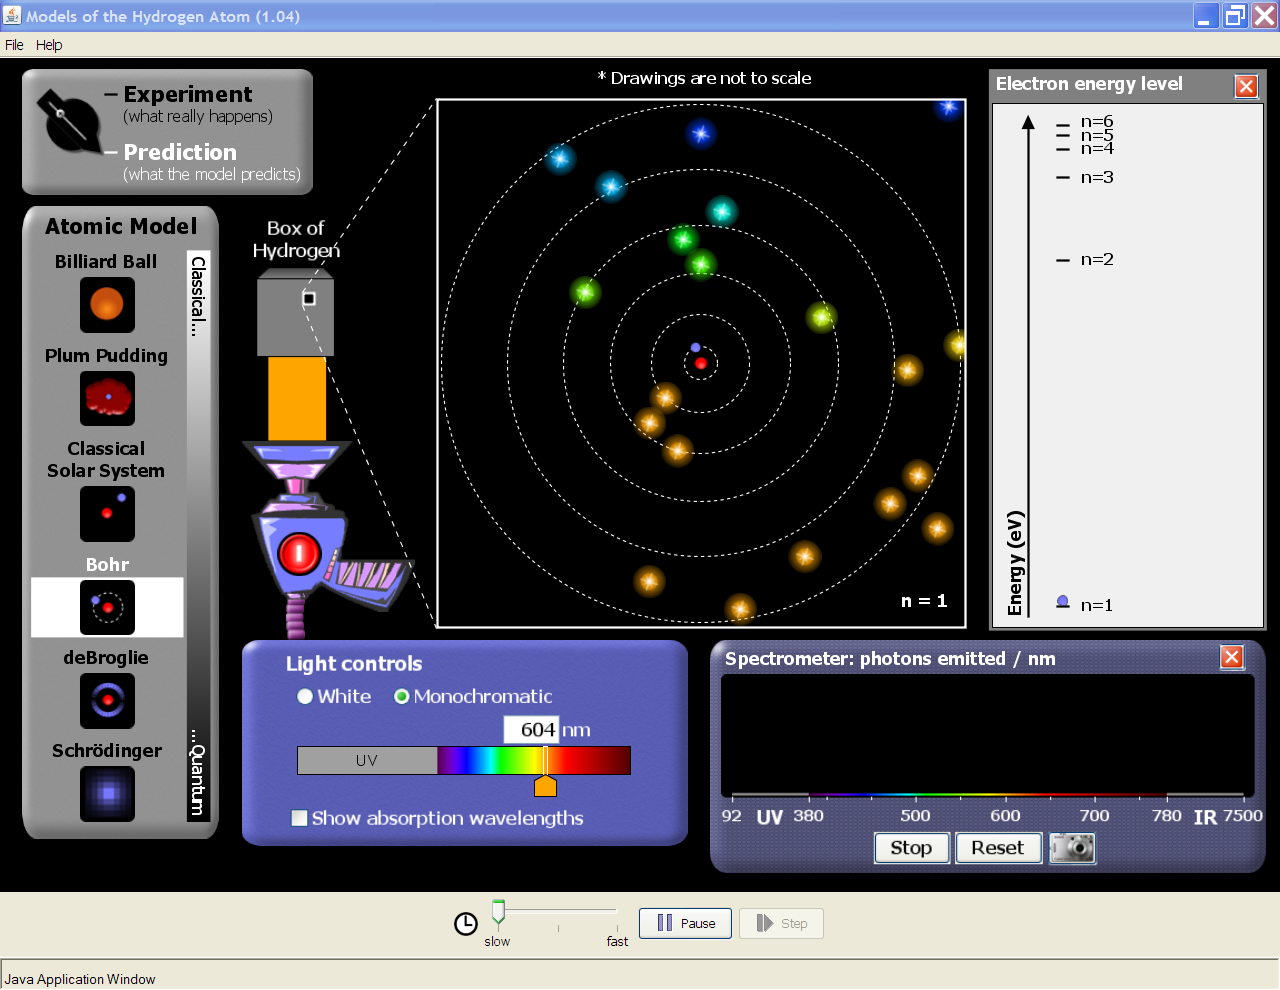 Models of the Hydrogen Atom (1.04)
File Help
Experiment
(what really happens)
Prediction
(what the model predicts)
Atomic Model
Billiard Ball
Plum Pudding
Classical
Solar System
Bohr
deBroglie
Schrödinger
Classical...
...Quantum
Box of
Hydrogen
* Drawings are not to scale
n = 1
Electron energy level
n=6
n=5
n=4
n=3
n=2
n=1
Energy (eV)
Light controls
White Monochromatic
604 nm
UV
Show absorption wavelengths
Spectrometer: photons emitted / nm
92 UV 380 500 600 700 780 IR 7500
Stop Reset
slow fast
Pause Step
Java Application Window